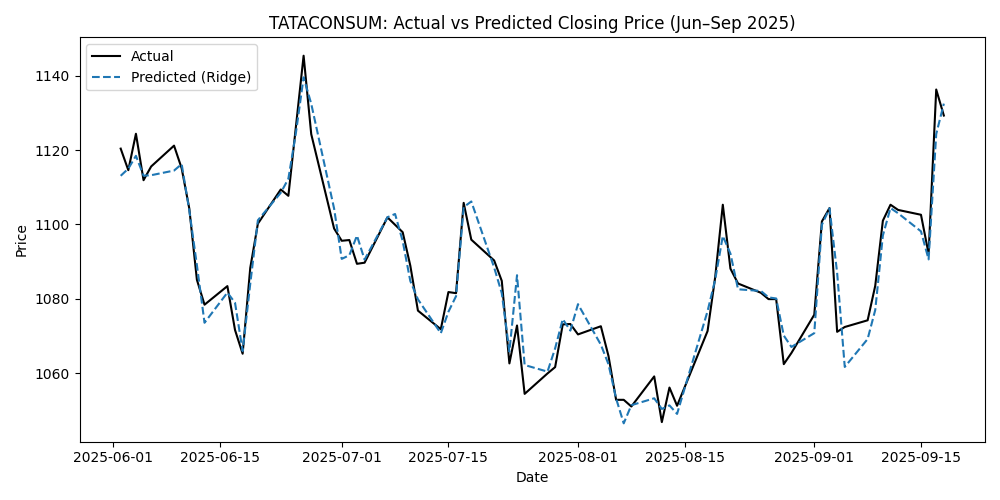 TATACONSUM: Actual vs Predicted Closing Price (Jun–Sep 2025)
Actual
Predicted (Ridge)
Price
1140
1120
1100
1080
1060
2025-06-01 2025-06-15 2025-07-01 2025-07-15 2025-08-01 2025-08-15 2025-09-01 2025-09-15
Date